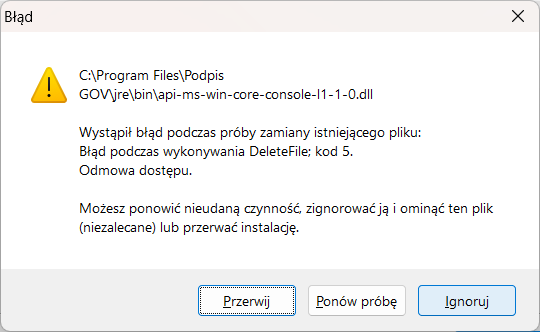 Błąd
C:\Program Files\Podpis
GOV\jre\bin\api-ms-win-core-console-l1-1-0.dll
Wystąpił błąd podczas próby zamiany istniejącego pliku:
Błąd podczas wykonywania DeleteFile; kod 5.
Odmowa dostępu.
Możesz ponowić nieudaną czynność, zignorować ją i ominąć ten plik
(niezalecane) lub przerwać instalację.
Przerwij
Ponów próbę
Ignoruj